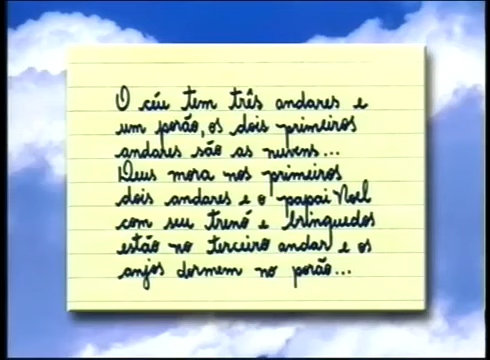 O céu tem três andares e
um porão, os dois primeiros
andares são as nuvens...
Deus mora nos primeiros
dois andares e o papai Noel
com seu trenó e brinquedos
estão no terceiro andar e os
anjos dormem no porão...